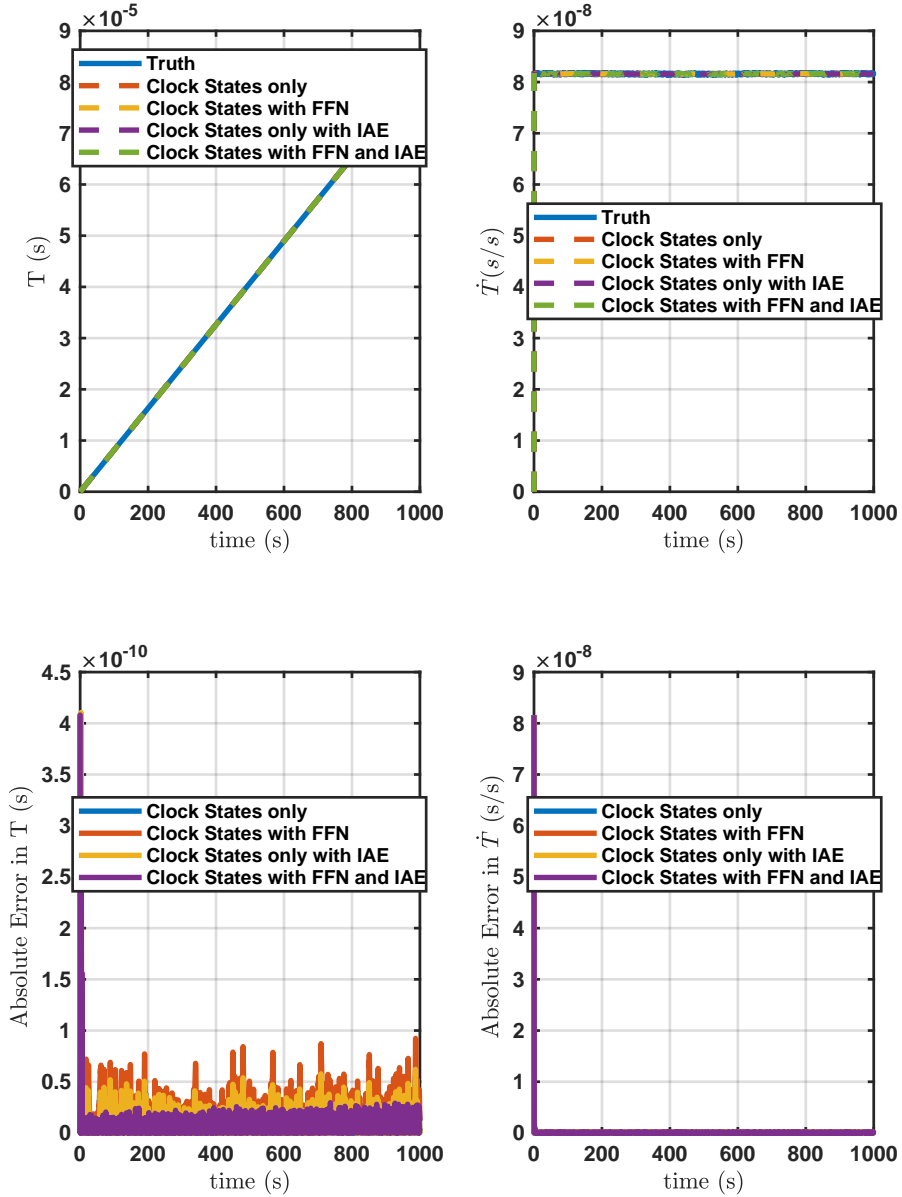 ×10⁻⁵
9
8
7
6
5
4
3
2
1
0
T (s)
Truth
Clock States only
Clock States with FFN
Clock States only with IAE
Clock States with FFN and IAE
0 200 400 600 800 1000
time (s)
×10⁻⁸
9
8
7
6
5
4
3
2
1
0
Ṫ(s/s)
Truth
Clock States only
Clock States with FFN
Clock States only with IAE
Clock States with FFN and IAE
0 200 400 600 800 1000
time (s)
×10⁻¹⁰
4.5
4
3.5
3
2.5
2
1.5
1
0.5
0
Absolute Error in T (s)
Clock States only
Clock States with FFN
Clock States only with IAE
Clock States with FFN and IAE
0 200 400 600 800 1000
time (s)
×10⁻⁸
9
8
7
6
5
4
3
2
1
0
Absolute Error in Ṫ (s/s)
Clock States only
Clock States with FFN
Clock States only with IAE
Clock States with FFN and IAE
0 200 400 600 800 1000
time (s)